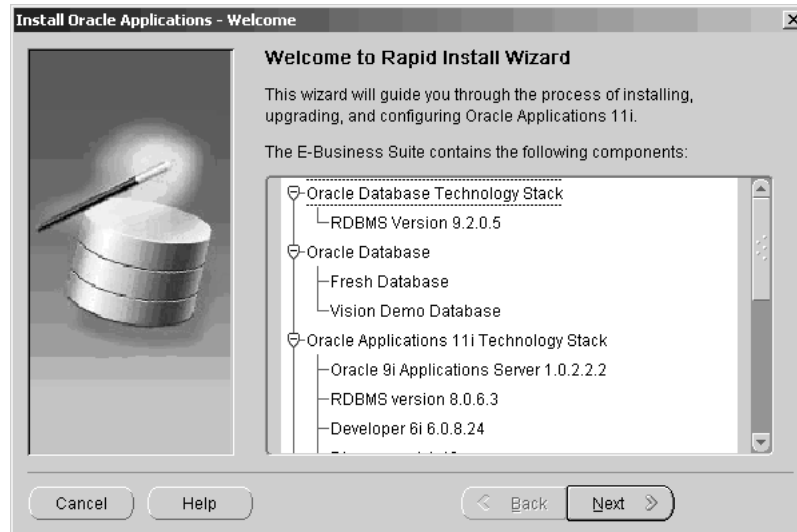 Install Oracle Applications - Welcome
Welcome to Rapid Install Wizard
This wizard will guide you through the process of installing,
upgrading, and configuring Oracle Applications 11i.
The E-Business Suite contains the following components:
Oracle Database Technology Stack
RDBMS Version 9.2.0.5
Oracle Database
Fresh Database
Vision Demo Database
Oracle Applications 11i Technology Stack
Oracle 9i Applications Server 1.0.2.2.2
RDBMS version 8.0.6.3
Developer 6i 6.0.8.24
Cancel
Help
Back
Next